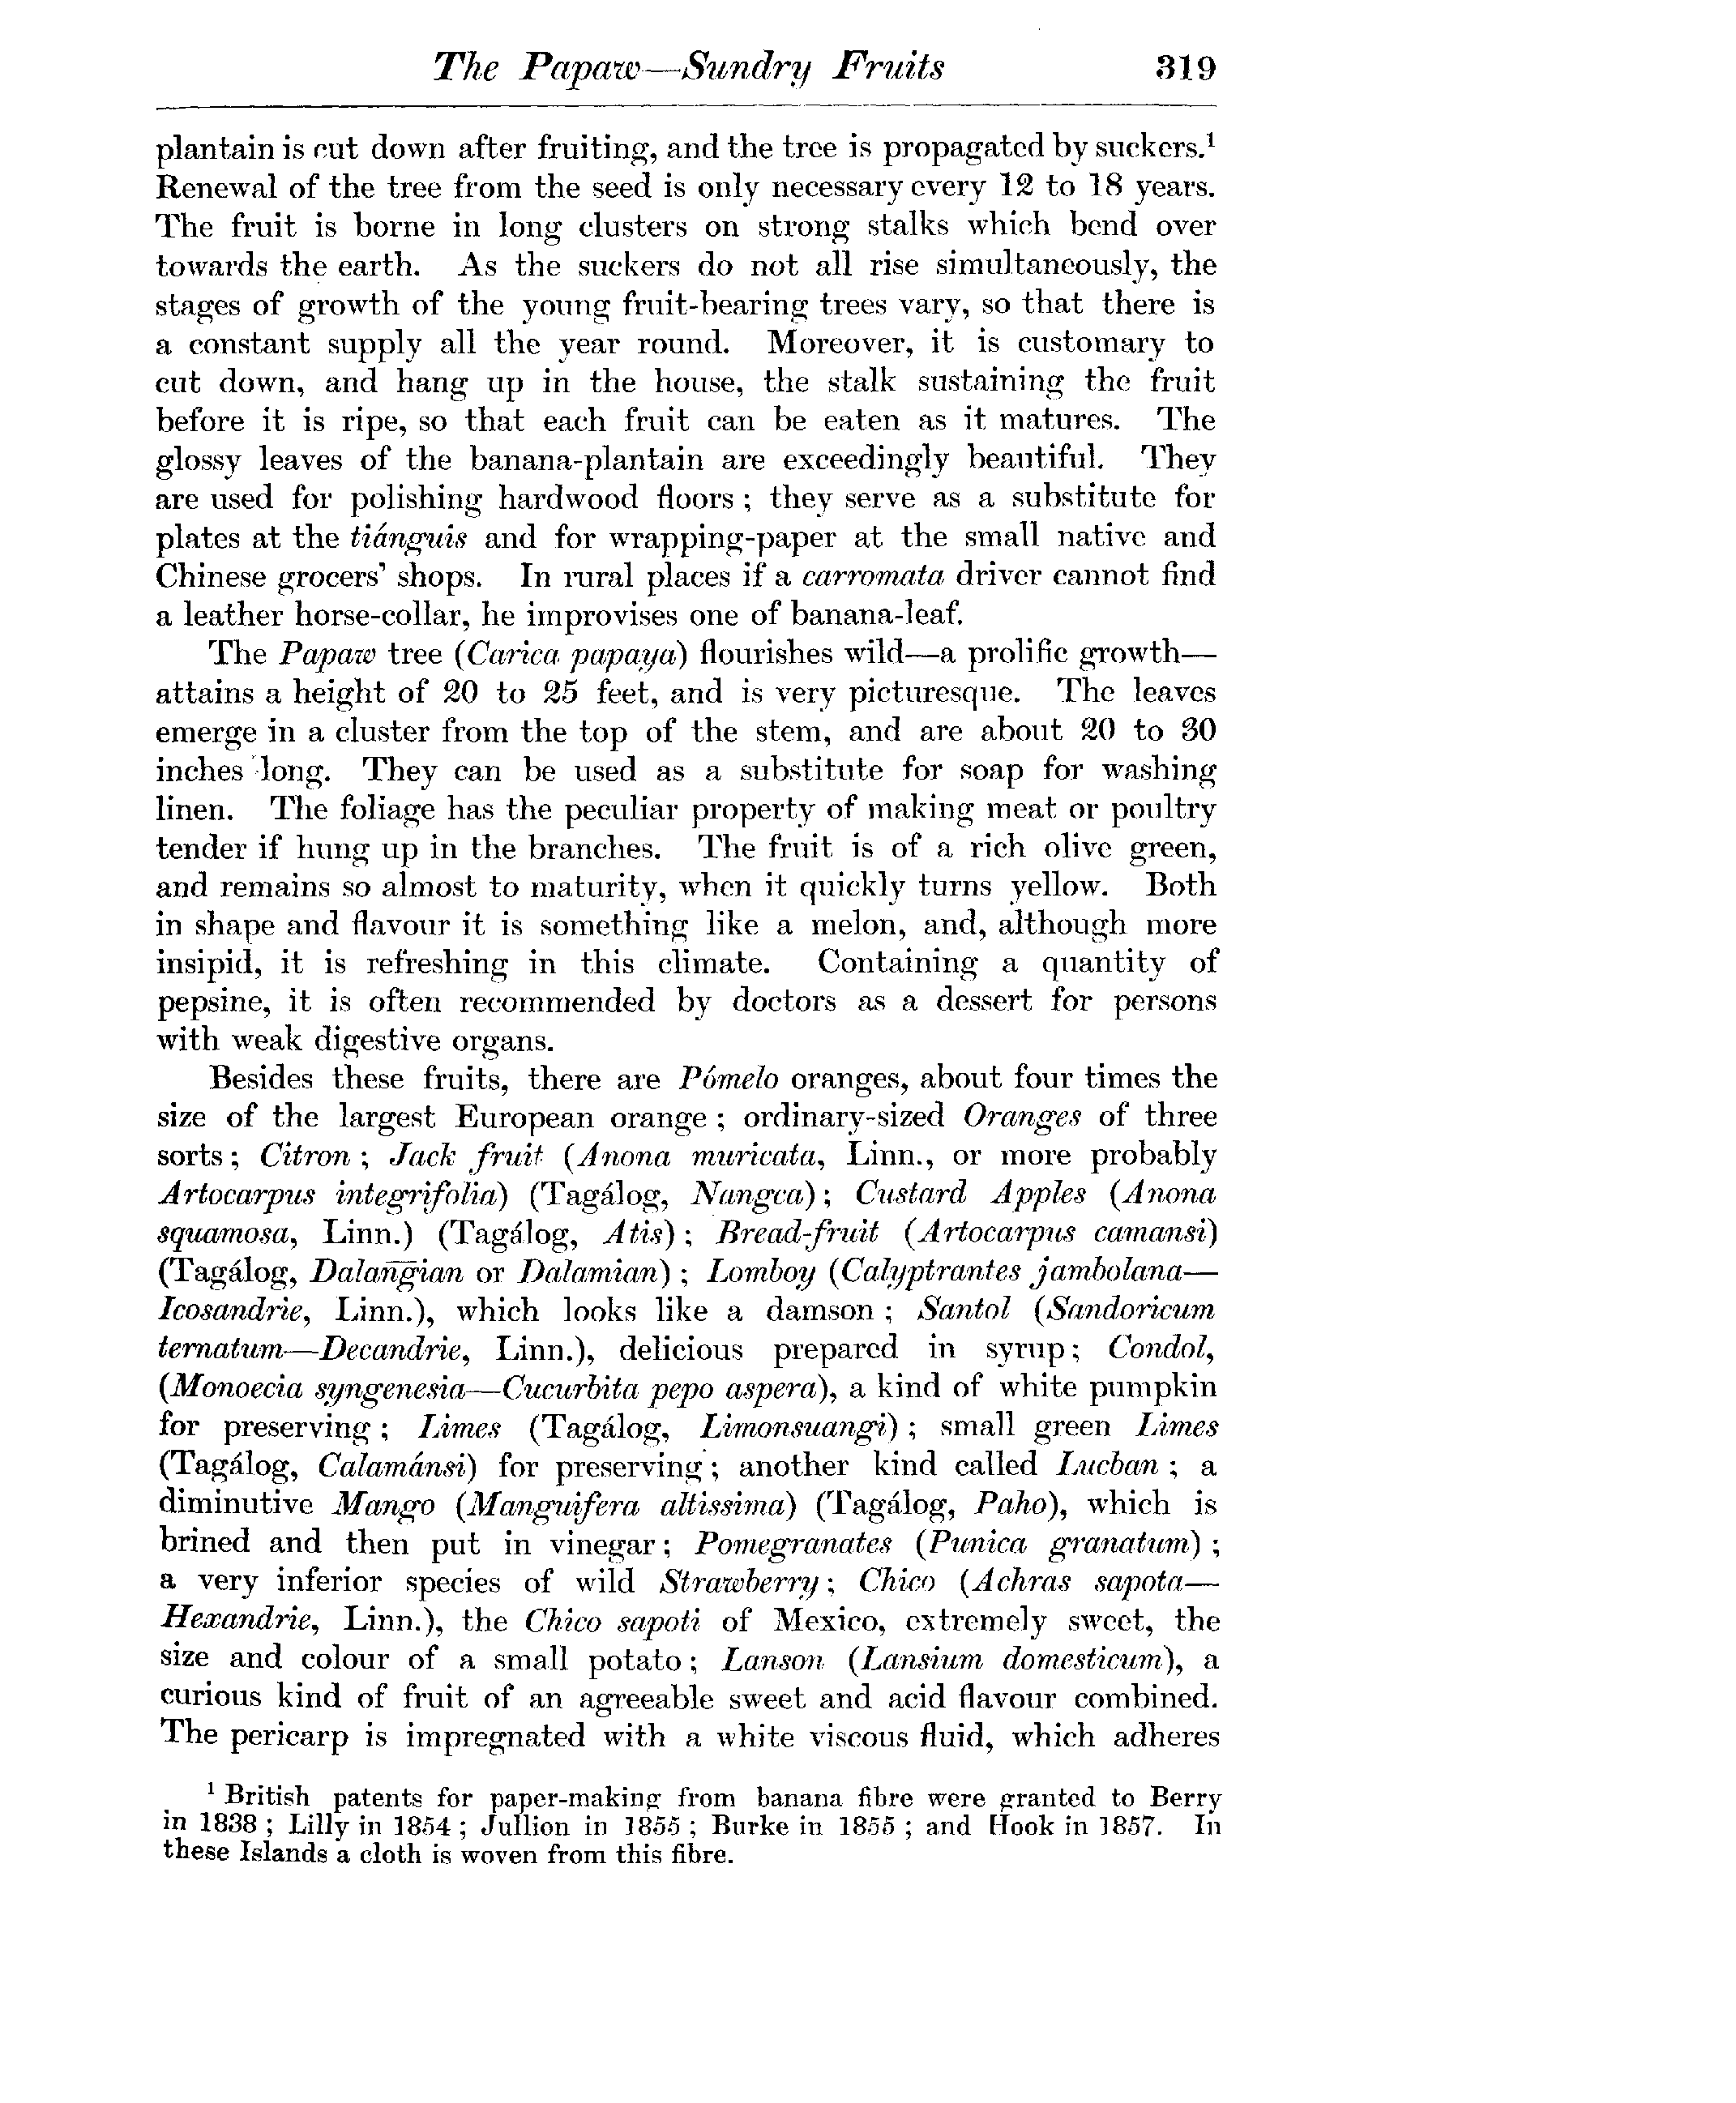 The Papaw—Sundry Fruits 319
plantain is cut down after fruiting, and the tree is propagated by suckers.¹
Renewal of the tree from the seed is only necessary every 12 to 18 years.
The fruit is borne in long clusters on strong stalks which bend over
towards the earth. As the suckers do not all rise simultaneously, the
stages of growth of the young fruit-bearing trees vary, so that there is
a constant supply all the year round. Moreover, it is customary to
cut down, and hang up in the house, the stalk sustaining the fruit
before it is ripe, so that each fruit can be eaten as it matures. The
glossy leaves of the banana-plantain are exceedingly beautiful. They
are used for polishing hardwood floors ; they serve as a substitute for
plates at the tiánguis and for wrapping-paper at the small native and
Chinese grocers' shops. In rural places if a carromata driver cannot find
a leather horse-collar, he improvises one of banana-leaf.
The Papaw tree (Carica papaya) flourishes wild—a prolific growth—
attains a height of 20 to 25 feet, and is very picturesque. The leaves
emerge in a cluster from the top of the stem, and are about 20 to 30
inches long. They can be used as a substitute for soap for washing
linen. The foliage has the peculiar property of making meat or poultry
tender if hung up in the branches. The fruit is of a rich olive green,
and remains so almost to maturity, when it quickly turns yellow. Both
in shape and flavour it is something like a melon, and, although more
insipid, it is refreshing in this climate. Containing a quantity of
pepsine, it is often recommended by doctors as a dessert for persons
with weak digestive organs.
Besides these fruits, there are Pómelo oranges, about four times the
size of the largest European orange ; ordinary-sized Oranges of three
sorts ; Citron ; Jack fruit (Anona muricata, Linn., or more probably
Artocarpus integrifolia) (Tagálog, Nangca) ; Custard Apples (Anona
squamosa, Linn.) (Tagálog, Atis) ; Bread-fruit (Artocarpus camansi)
(Tagálog, Dalañg̃ian or Dalamian) ; Lomboy (Calyptrantes jambolana—
Icosandrie, Linn.), which looks like a damson ; Santol (Sandoricum
ternatum—Decandrie, Linn.), delicious prepared in syrup ; Condol,
(Monoecia syngenesia—Cucurbita pepo aspera), a kind of white pumpkin
for preserving ; Limes (Tagálog, Limonsuangi) ; small green Limes
(Tagálog, Calamánsi) for preserving ; another kind called Lucban ; a
diminutive Mango (Manguifera altissima) (Tagálog, Paho), which is
brined and then put in vinegar ; Pomegranates (Punica granatum) ;
a very inferior species of wild Strawberry ; Chico (Achras sapota—
Hexandrie, Linn.), the Chico sapoti of Mexico, extremely sweet, the
size and colour of a small potato ; Lanson (Lansium domesticum), a
curious kind of fruit of an agreeable sweet and acid flavour combined.
The pericarp is impregnated with a white viscous fluid, which adheres
¹ British patents for paper-making from banana fibre were granted to Berry
in 1838 ; Lilly in 1854 ; Jullion in 1855 ; Burke in 1855 ; and Hook in 1857. In
these Islands a cloth is woven from this fibre.